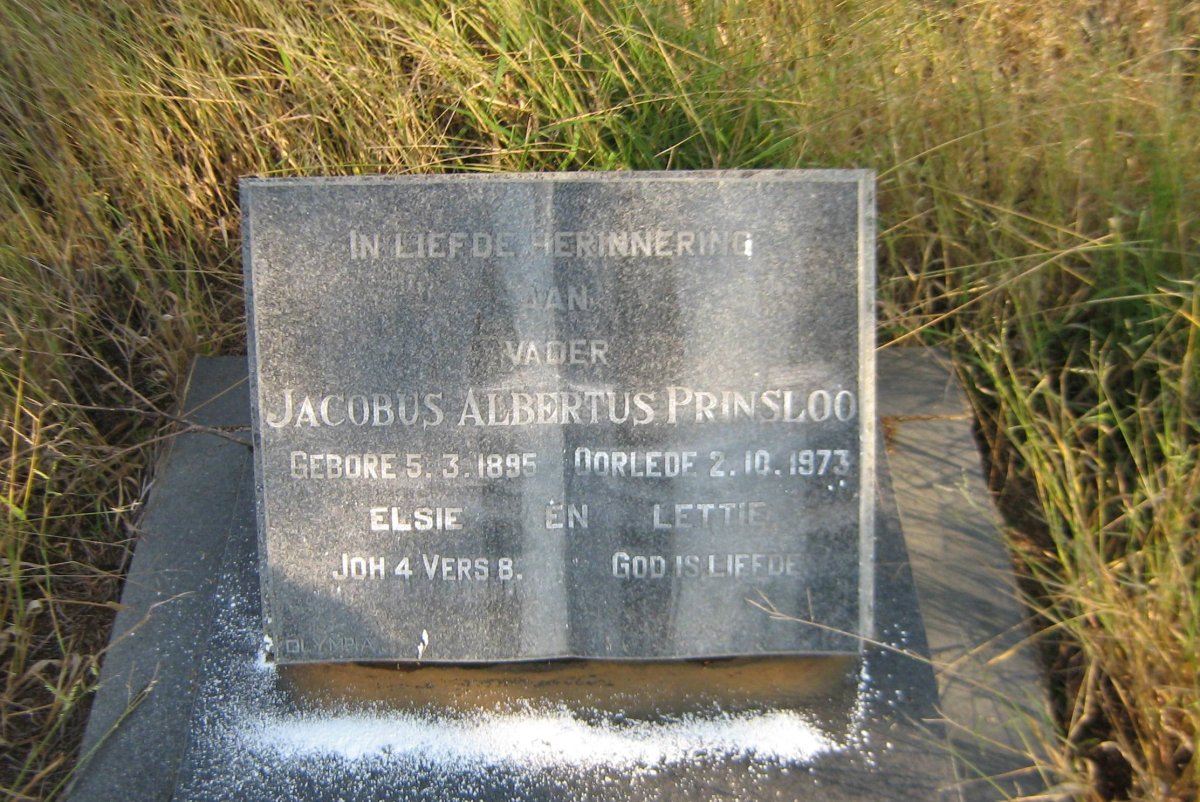 IN LIEFDE HERINNERING
AAN
VADER
JACOBUS ALBERTUS PRINSLOO
GEBORE 5. 3. 1895 OORLEDE 2. 10. 1973
ELSIE EN LETTIE.
JOH 4 VERS 8. GOD IS LIEFDE
OLYMPIA